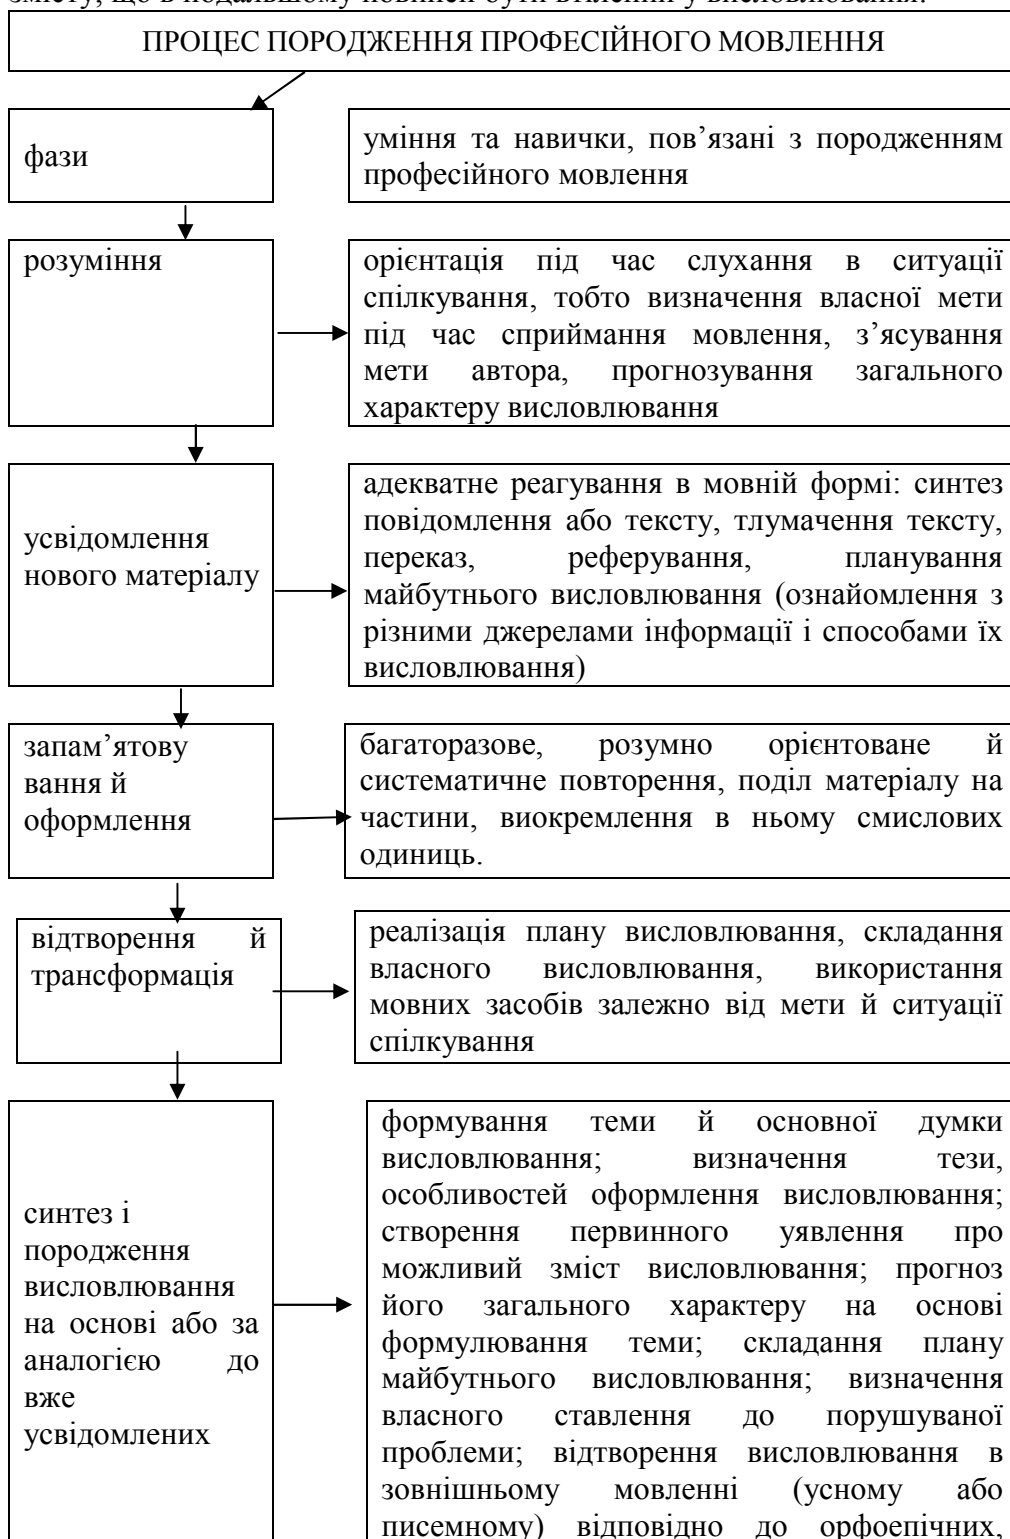 змісту, що в подальшому повинен бути втілений у висловлювання.
ПРОЦЕС ПОРОДЖЕННЯ ПРОФЕСІЙНОГО МОВЛЕННЯ
фази
уміння та навички, пов’язані з породженням
професійного мовлення
розуміння
орієнтація під час слухання в ситуації
спілкування, тобто визначення власної мети
під час сприймання мовлення, з’ясування
мети автора, прогнозування загального
характеру висловлювання
усвідомлення
нового матеріалу
адекватне реагування в мовній формі: синтез
повідомлення або тексту, тлумачення тексту,
переказ, реферування, планування
майбутнього висловлювання (ознайомлення з
різними джерелами інформації і способами їх
висловлювання)
запам’ятову
вання й
оформлення
багаторазове, розумно орієнтоване й
систематичне повторення, поділ матеріалу на
частини, виокремлення в ньому смислових
одиниць.
відтворення й
трансформація
реалізація плану висловлювання, складання
власного висловлювання, використання
мовних засобів залежно від мети й ситуації
спілкування
синтез і
породження
висловлювання
на основі або за
аналогією до
вже
усвідомлених
формування теми й основної думки
висловлювання; визначення тези,
особливостей оформлення висловлювання;
створення первинного уявлення про
можливий зміст висловлювання; прогноз
його загального характеру на основі
формулювання теми; складання плану
майбутнього висловлювання; визначення
власного ставлення до порушуваної
проблеми; відтворення висловлювання в
зовнішньому мовленні (усному або
писемному) відповідно до орфоепічних,